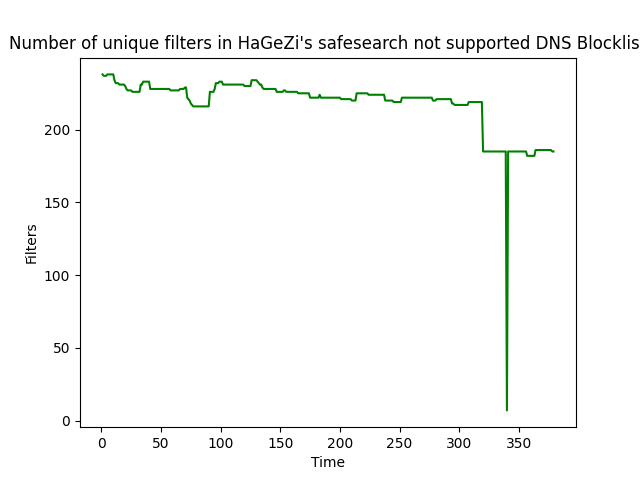 Number of unique filters in HaGeZi's safesearch not supported DNS Blocklis
Filters
200
150
100
50
0
0 50 100 150 200 250 300 350
Time